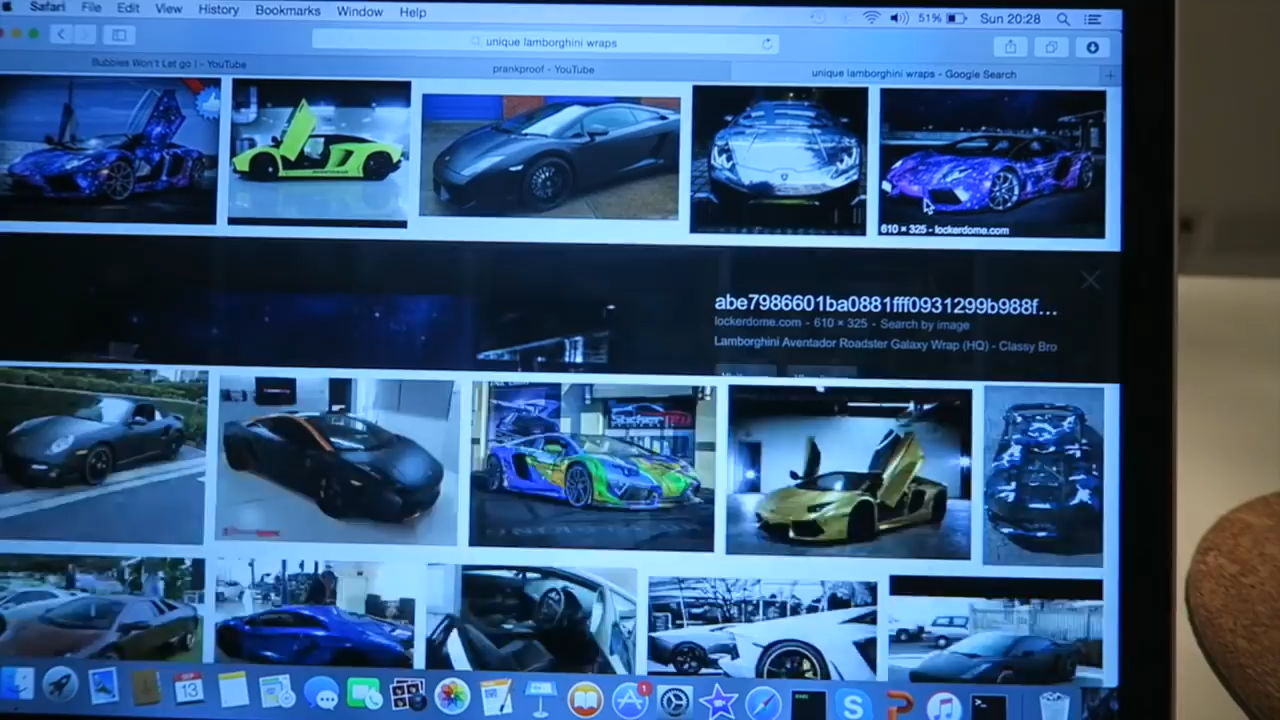 Safari File Edit View History Bookmarks Window Help 51% Sun 20:28
unique lamborghini wraps
Bubbies Won't Let go! - YouTube prankproof - YouTube unique lamborghini wraps - Google Search
610 × 325 - lockerdome.com
abe7986601ba0881fff0931299b988f...
lockerdome.com - 610 × 325 - Search by image
Lamborghini Aventador Roadster Galaxy Wrap (HQ) - Classy Bro
SEP
13
1